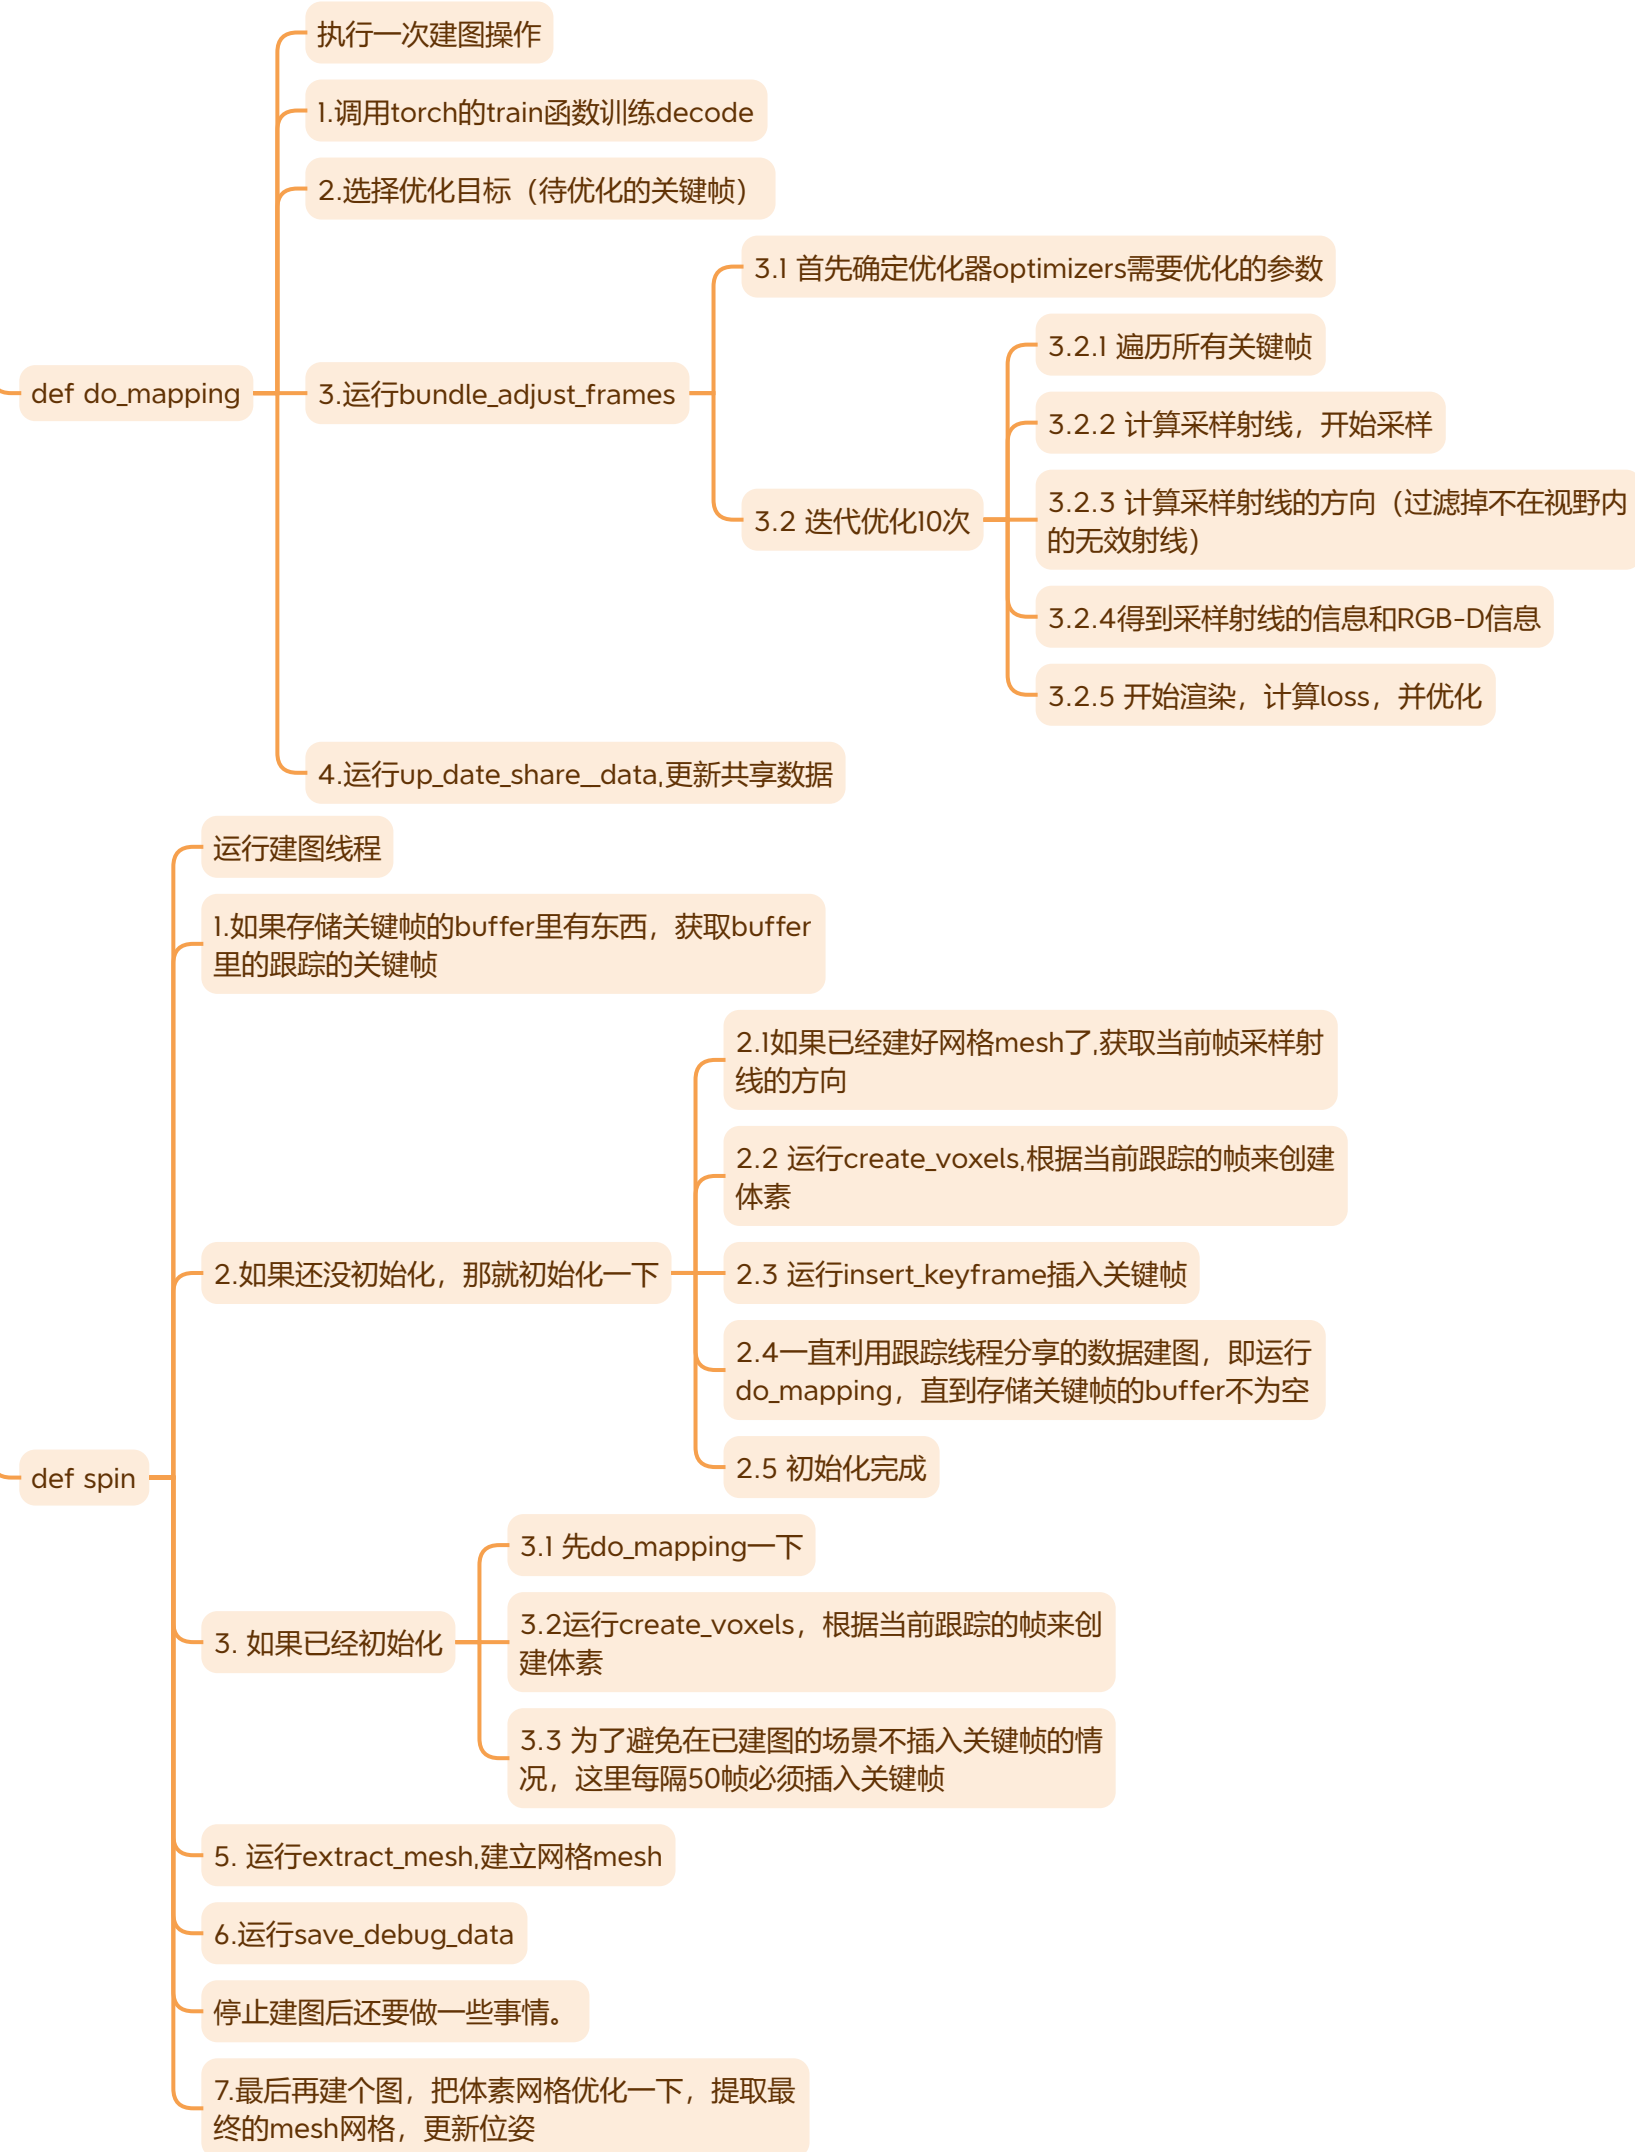 执行一次建图操作
1.调用torch的train函数训练decode
2.选择优化目标（待优化的关键帧）
def do_mapping
3.运行bundle_adjust_frames
3.1 首先确定优化器optimizers需要优化的参数
3.2 迭代优化10次
3.2.1 遍历所有关键帧
3.2.2 计算采样射线，开始采样
3.2.3 计算采样射线的方向（过滤掉不在视野内
的无效射线）
3.2.4得到采样射线的信息和RGB-D信息
3.2.5 开始渲染，计算loss，并优化
4.运行up_date_share__data,更新共享数据
运行建图线程
1.如果存储关键帧的buffer里有东西，获取buffer
里的跟踪的关键帧
2.如果还没初始化，那就初始化一下
2.1如果已经建好网格mesh了,获取当前帧采样射
线的方向
2.2 运行create_voxels,根据当前跟踪的帧来创建
体素
2.3 运行insert_keyframe插入关键帧
2.4一直利用跟踪线程分享的数据建图，即运行
do_mapping，直到存储关键帧的buffer不为空
2.5 初始化完成
def spin
3. 如果已经初始化
3.1 先do_mapping一下
3.2运行create_voxels，根据当前跟踪的帧来创
建体素
3.3 为了避免在已建图的场景不插入关键帧的情
况，这里每隔50帧必须插入关键帧
5. 运行extract_mesh,建立网格mesh
6.运行save_debug_data
停止建图后还要做一些事情。
7.最后再建个图，把体素网格优化一下，提取最
终的mesh网格，更新位姿